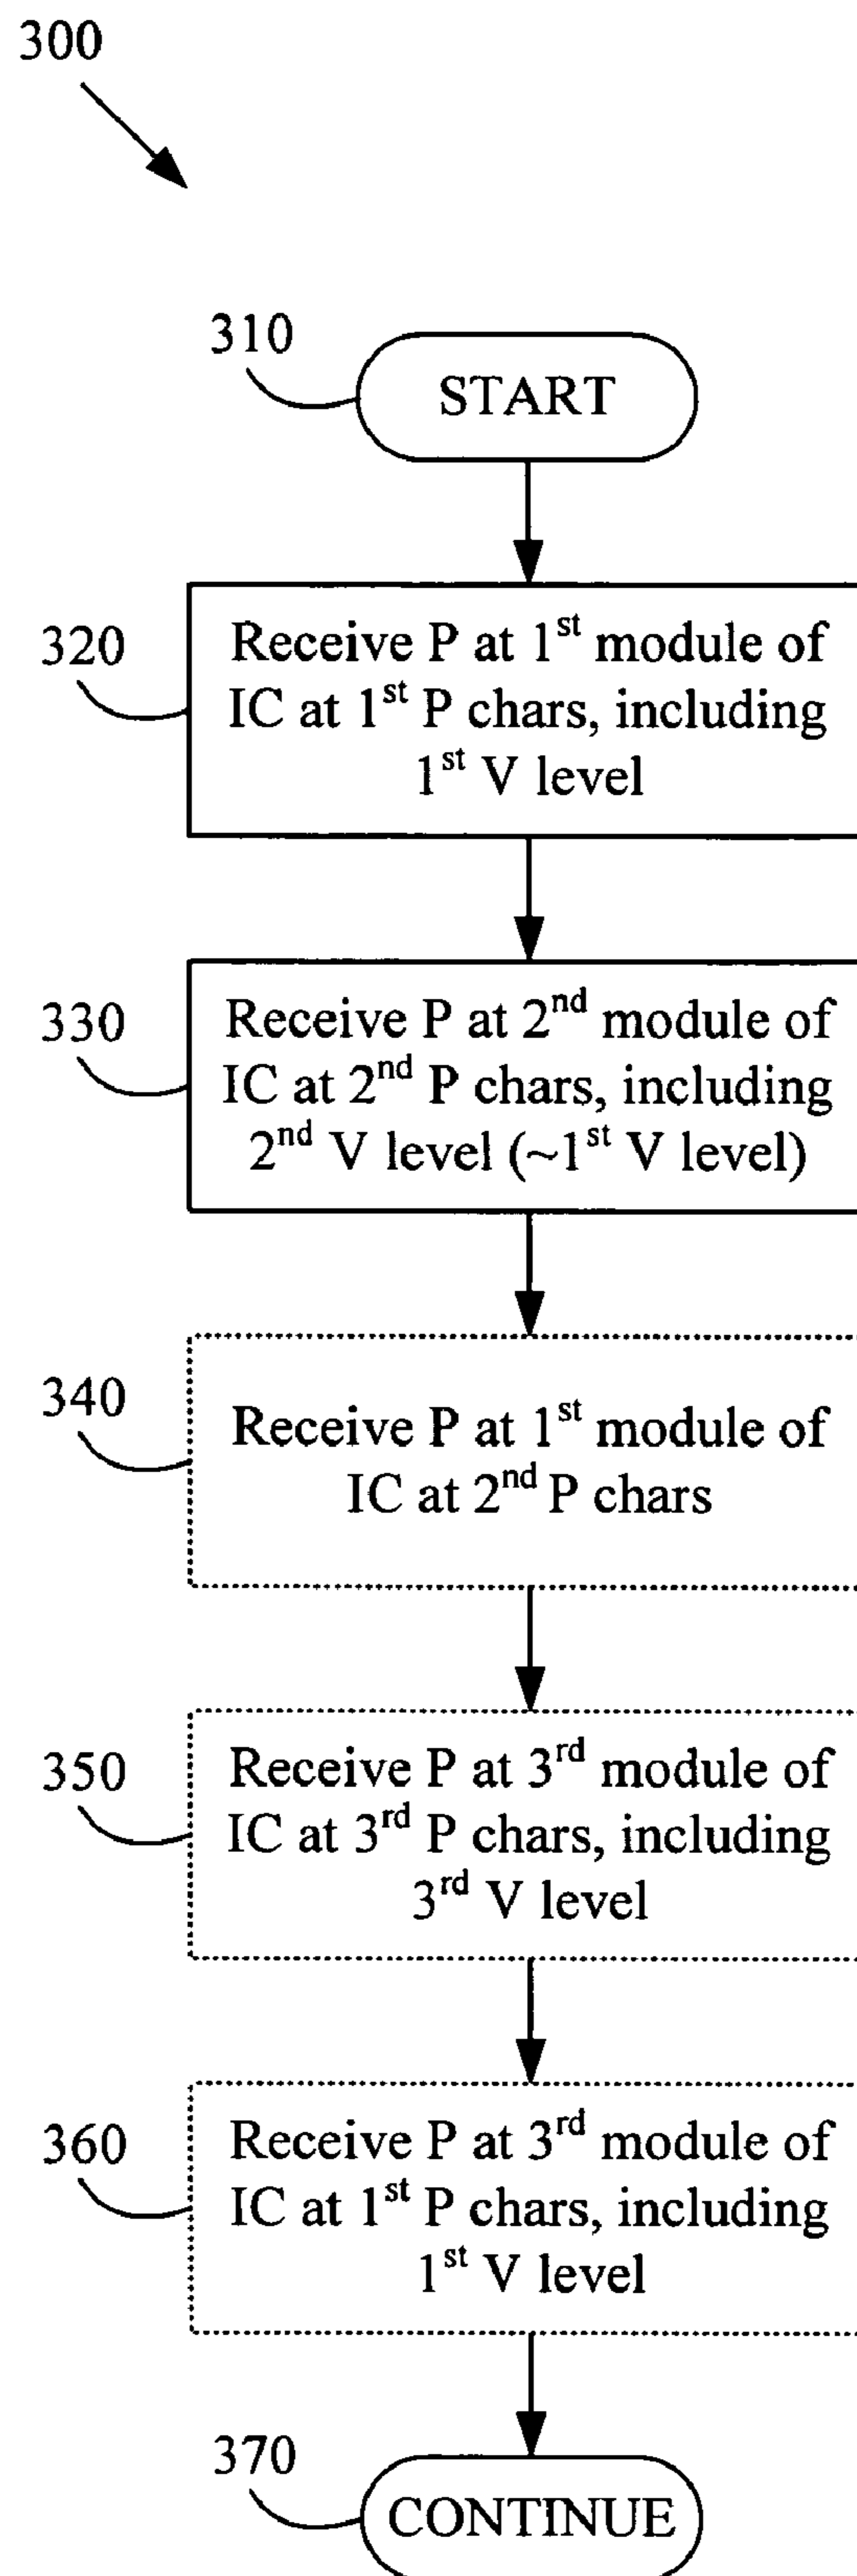 300
310
START
320
Receive P at 1st module of
IC at 1st P chars, including
1st V level
330
Receive P at 2nd module of
IC at 2nd P chars, including
2nd V level (~1st V level)
340
Receive P at 1st module of
IC at 2nd P chars
350
Receive P at 3rd module of
IC at 3rd P chars, including
3rd V level
360
Receive P at 3rd module of
IC at 1st P chars, including
1st V level
370
CONTINUE